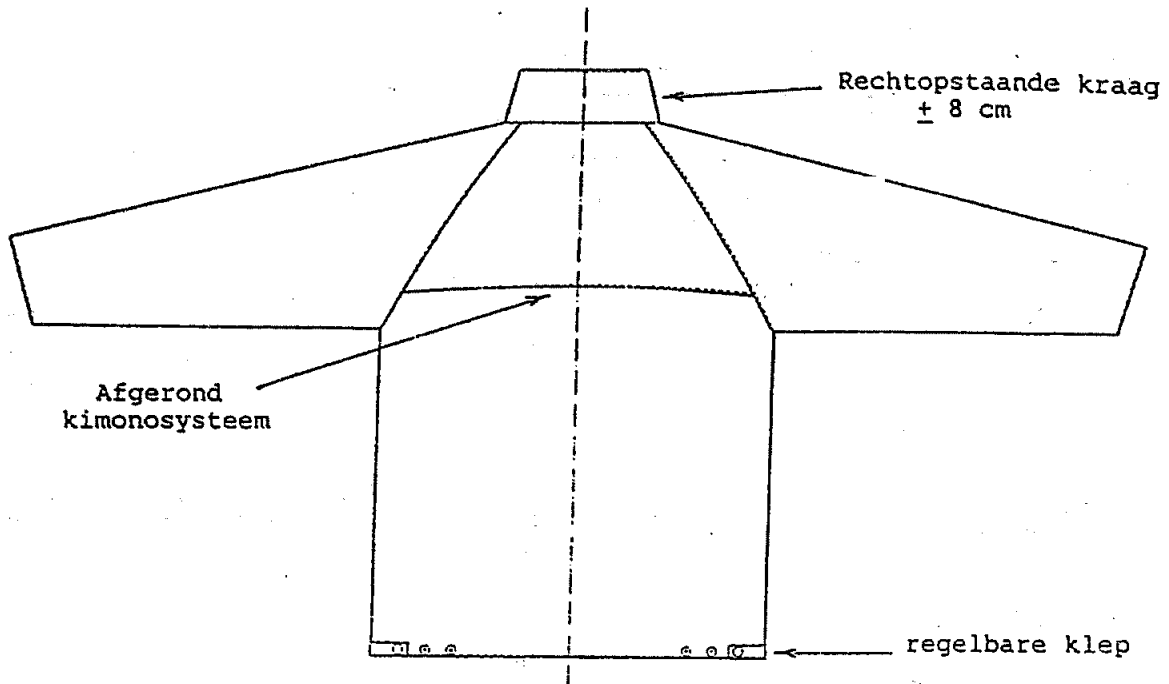 Rechtopstaande kraag
± 8 cm
Afgerond
kimonosysteem
regelbare klep